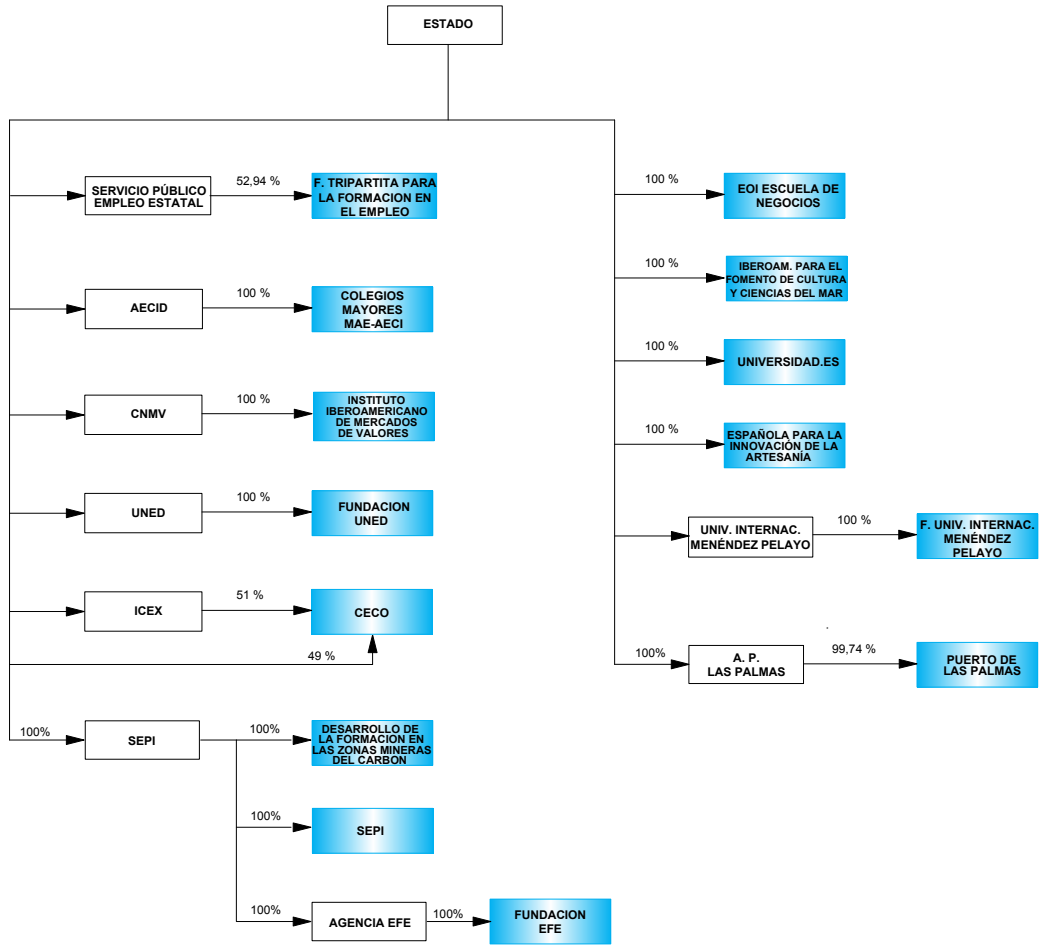 ESTADO
SERVICIO PÚBLICO
EMPLEO ESTATAL
52,94 %
F. TRIPARTITA PARA
LA FORMACION EN
EL EMPLEO
AECID
100 %
COLEGIOS
MAYORES
MAE-AECI
CNMV
100 %
INSTITUTO
IBEROAMERICANO
DE MERCADOS
DE VALORES
UNED
100 %
FUNDACION
UNED
ICEX
51 %
CECO
49 %
100%
SEPI
100%
DESARROLLO DE
LA FORMACION EN
LAS ZONAS MINERAS
DEL CARBON
100%
SEPI
100%
AGENCIA EFE
100%
FUNDACION
EFE
100 %
EOI ESCUELA DE
NEGOCIOS
100 %
IBEROAM. PARA EL
FOMENTO DE CULTURA
Y CIENCIAS DEL MAR
100 %
UNIVERSIDAD.ES
100 %
ESPAÑOLA PARA LA
INNOVACIÓN DE LA
ARTESANÍA
UNIV. INTERNAC.
MENÉNDEZ PELAYO
100 %
F. UNIV. INTERNAC.
MENÉNDEZ
PELAYO
100%
A. P.
LAS PALMAS
99,74 %
PUERTO DE
LAS PALMAS